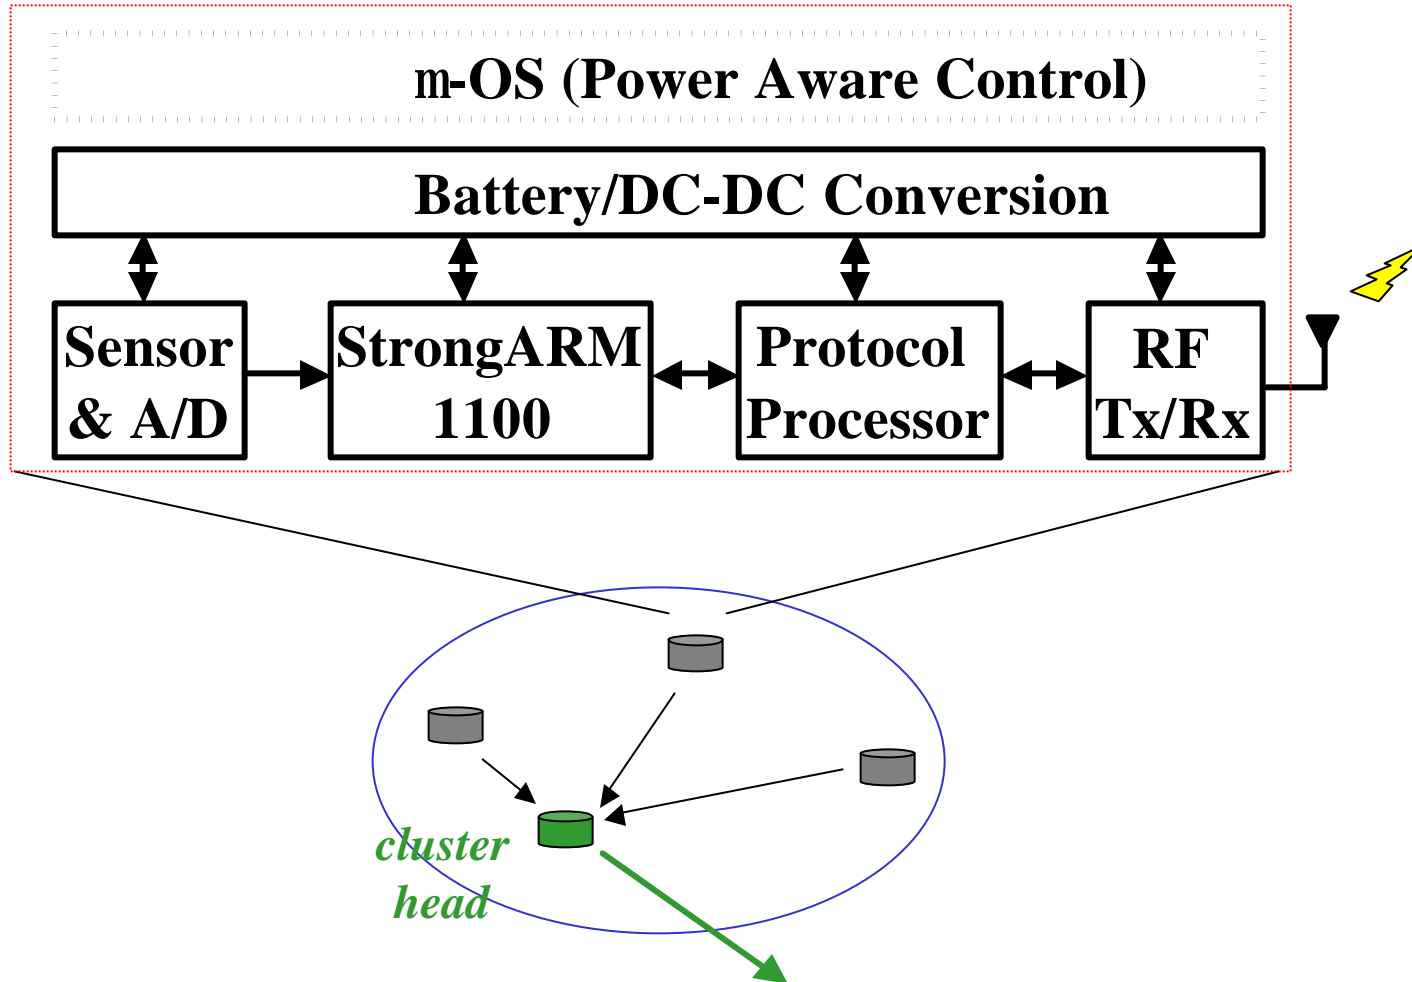 m-OS (Power Aware Control)
Battery/DC-DC Conversion
Sensor
& A/D
StrongARM
1100
Protocol
Processor
RF
Tx/Rx
cluster
head